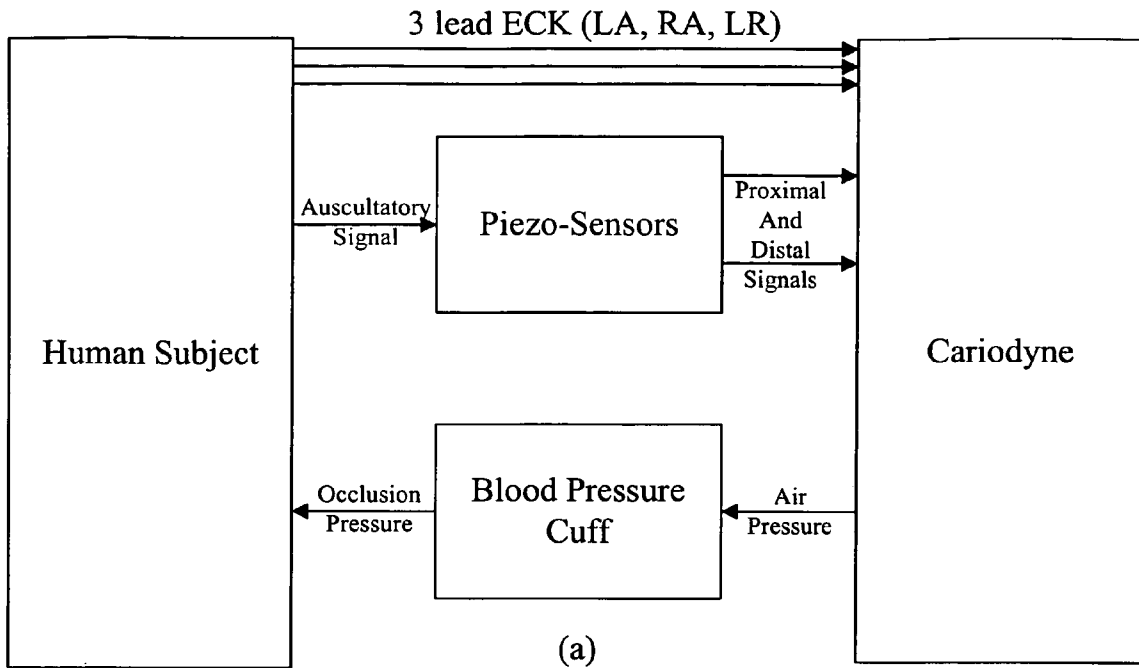 3 lead ECK (LA, RA, LR)
Human Subject
Auscultatory
Signal
Piezo-Sensors
Proximal
And
Distal
Signals
Cariodyne
Occlusion
Pressure
Blood Pressure
Cuff
Air
Pressure
(a)